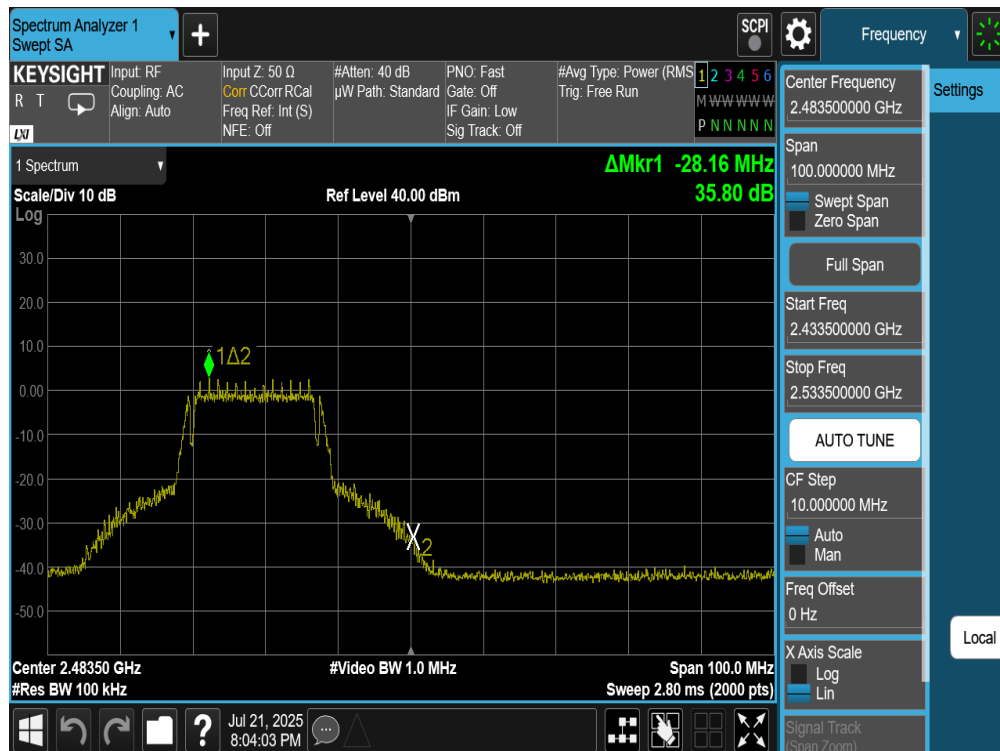 Spectrum Analyzer 1
Swept SA
+
SCPI
Frequency
KEYSIGHT
R T
LXI
Input: RF
Coupling: AC
Align: Auto
Input Z: 50 Ω
Corr CCorr RCal
Freq Ref: Int (S)
NFE: Off
#Atten: 40 dB
µW Path: Standard
PNO: Fast
Gate: Off
IF Gain: Low
Sig Track: Off
#Avg Type: Power (RMS
Trig: Free Run
1 2 3 4 5 6
M W W W W W
P N N N N N
1 Spectrum
Scale/Div 10 dB
Log
Ref Level 40.00 dBm
ΔMkr1 -28.16 MHz
35.80 dB
30.0
20.0
10.0
0.00
-10.0
-20.0
-30.0
-40.0
-50.0
1Δ2
X2
Center 2.48350 GHz
#Res BW 100 kHz
#Video BW 1.0 MHz
Span 100.0 MHz
Sweep 2.80 ms (2000 pts)
Center Frequency
2.483500000 GHz
Span
100.000000 MHz
Swept Span
Zero Span
Full Span
Start Freq
2.433500000 GHz
Stop Freq
2.533500000 GHz
AUTO TUNE
CF Step
10.000000 MHz
Auto
Man
Freq Offset
0 Hz
X Axis Scale
Log
Lin
Signal Track
(Span Zoom)
Settings
Local
?
Jul 21, 2025
8:04:03 PM